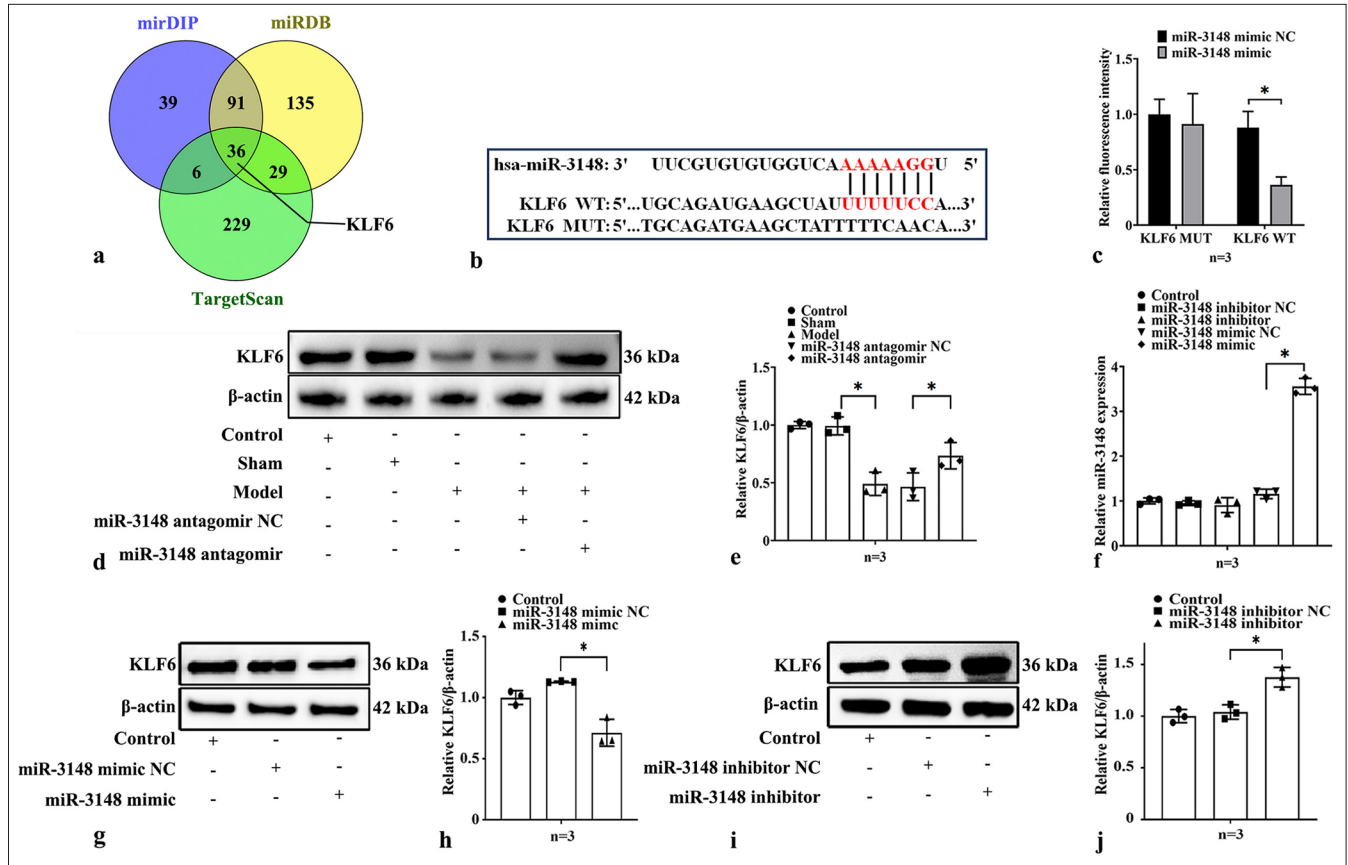 mirDIP
miRDB
39
91
135
36
6
29
229
KLF6
TargetScan
a
hsa-miR-3148: 3' UUCGUGUGUGGUCAAAAAAGGU 5'
KLF6 WT:5'...UGCAGAUGAAGCUAUUUUUUCCA...3'
KLF6 MUT:5'...TGCAGATGAAGCTATTTTTCAACA...3'
b
miR-3148 mimic NC
miR-3148 mimic
Relative fluorescence intensity
1.5
1.0
0.5
0
*
KLF6 MUT
KLF6 WT
n=3
c
KLF6
36 kDa
β-actin
42 kDa
Control + - - - -
Sham - + - - -
Model - - + + +
miR-3148 antagomir NC - - - + -
miR-3148 antagomir - - - - +
d
Control
Sham
Model
miR-3148 antagomir NC
miR-3148 antagomir
Relative KLF6/β-actin
1.5
1.0
0.5
0
*
*
n=3
e
Control
miR-3148 inhibitor NC
miR-3148 inhibitor
miR-3148 mimic NC
miR-3148 mimic
Relative miR-3148 expression
4
3
2
1
0
*
n=3
f
KLF6
36 kDa
β-actin
42 kDa
Control + - -
miR-3148 mimic NC - + -
miR-3148 mimic - - +
g
Control
miR-3148 mimic NC
miR-3148 mimc
Relative KLF6/β-actin
1.5
1.0
0.5
0
*
n=3
h
KLF6
36 kDa
β-actin
42 kDa
Control + - -
miR-3148 inhibitor NC - + -
miR-3148 inhibitor - - +
i
Control
miR-3148 inhibitor NC
miR-3148 inhibitor
Relative KLF6/β-actin
1.5
1.0
0.5
0
*
n=3
j